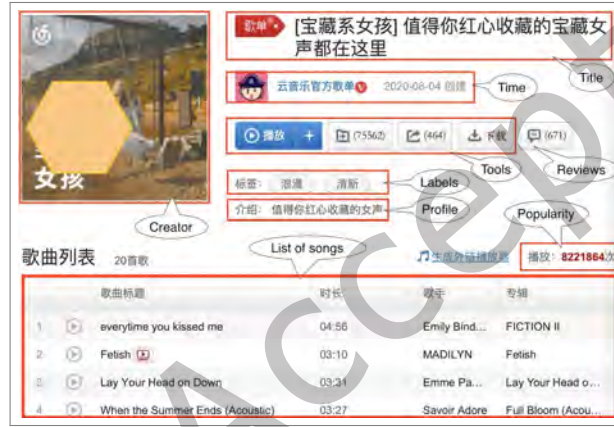 歌单 [宝藏系女孩] 值得你红心收藏的宝藏女
声都在这里
Title
云音乐官方歌单 2020-08-04 创建
Time
播放 + (75562) (464) 下载 (671)
Tools
Reviews
女孩
标签： 浪漫 清新
Labels
介绍： 值得你红心收藏的女声
Profile
Creator
Popularity
List of songs
歌曲列表 20首歌 生成外链播放器 播放：8221864次
歌曲标题 时长 歌手 专辑
1 everytime you kissed me 04:56 Emily Bind... FICTION II
2 Fetish 03:10 MADILYN Fetish
3 Lay Your Head on Down 03:31 Emme Pa... Lay Your Head o...
4 When the Summer Ends (Acoustic) 03:27 Savoir Adore Full Bloom (Acou...
Accep